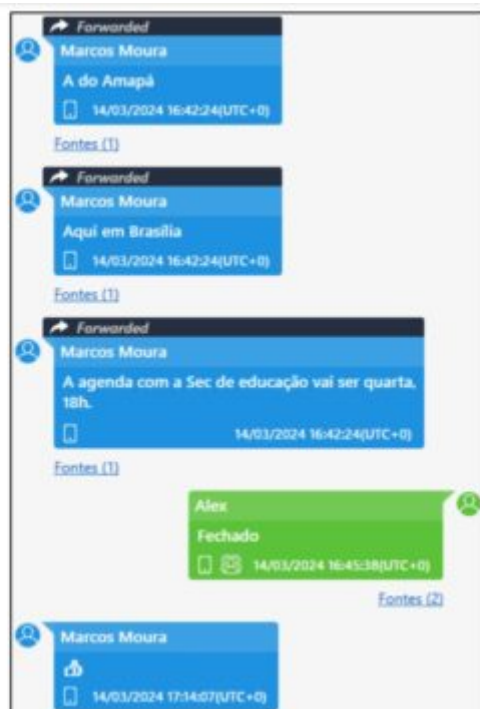 Forwarded
Marcos Moura
A do Amapá
14/03/2024 16:42:24(UTC+0)
Fontes (1)
Forwarded
Marcos Moura
Aqui em Brasília
14/03/2024 16:42:24(UTC+0)
Fontes (1)
Forwarded
Marcos Moura
A agenda com a Sec de educação vai ser quarta,
18h.
14/03/2024 16:42:24(UTC+0)
Fontes (1)
Alex
Fechado
14/03/2024 16:45:38(UTC+0)
Fontes (2)
Marcos Moura
14/03/2024 17:14:07(UTC+0)